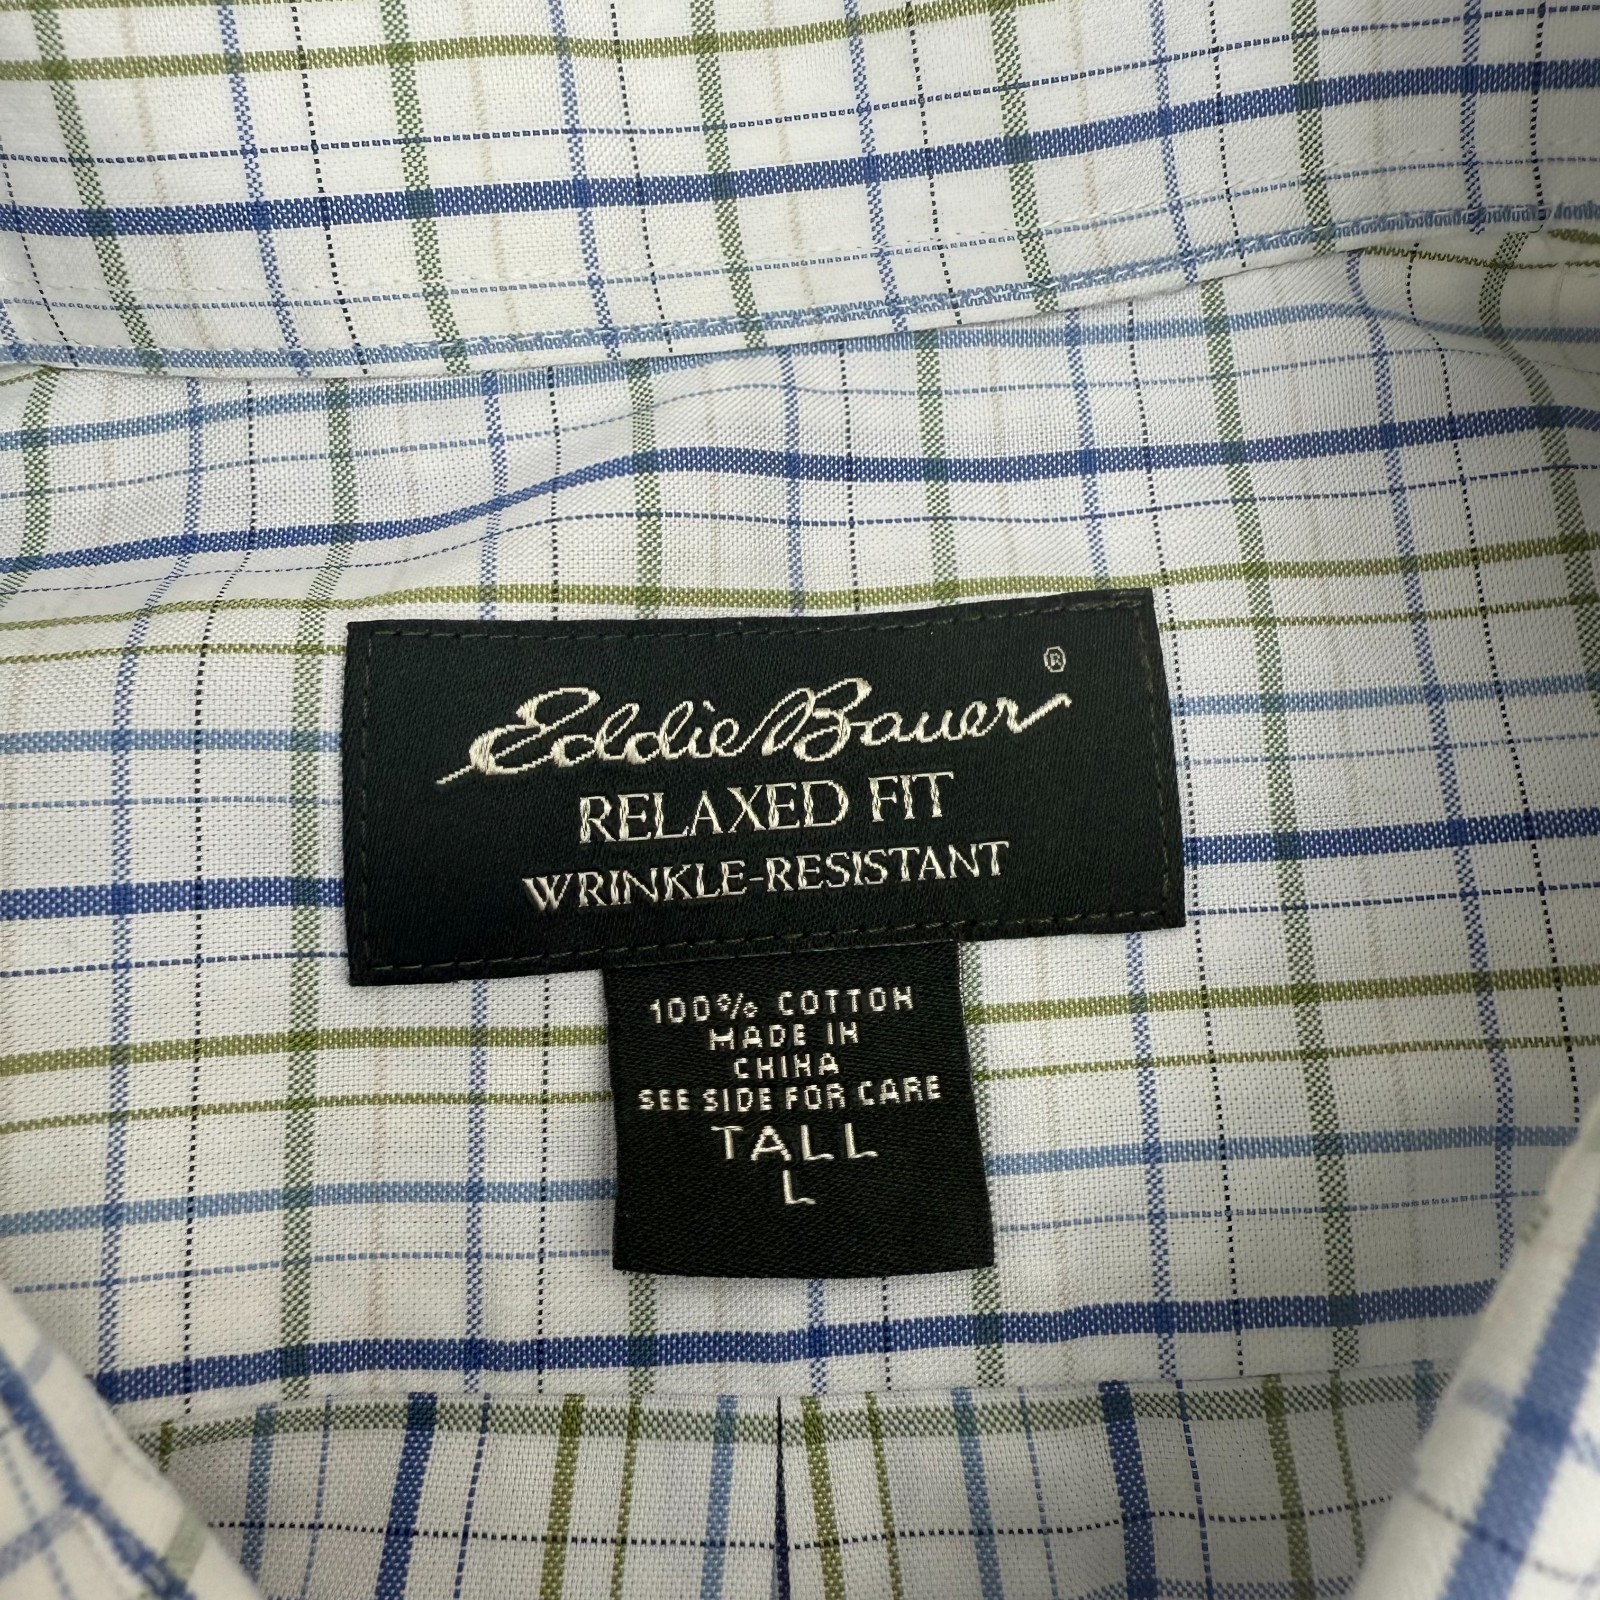 Eddie Bauer®
RELAXED FIT
WRINKLE-RESISTANT
100% COTTON
MADE IN
CHINA
SEE SIDE FOR CARE
TALL
L